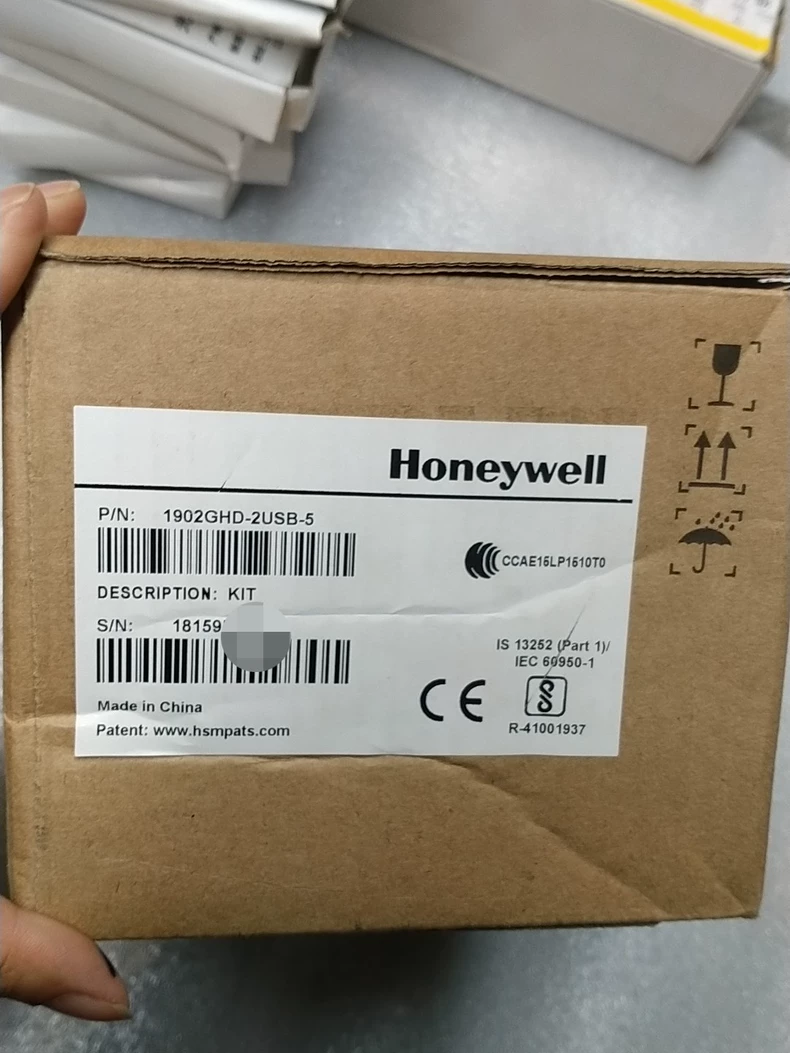 Honeywell
P/N: 1902GHD-2USB-5
CCAE15LP1510T0
DESCRIPTION: KIT
S/N: 18159
IS 13252 (Part 1)/
IEC 60950-1
CE
Made in China
Patent: www.hsmpats.com
R-41001937